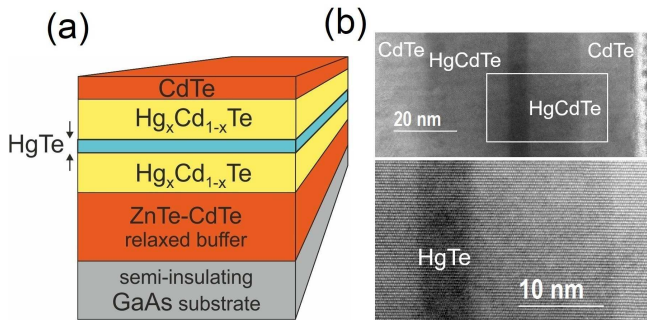 (a)
CdTe
HgₓCd₁₋ₓTe
HgTe
HgₓCd₁₋ₓTe
ZnTe-CdTe
relaxed buffer
semi-insulating
GaAs substrate
(b)
CdTe
HgCdTe
CdTe
20 nm
HgCdTe
HgTe
10 nm